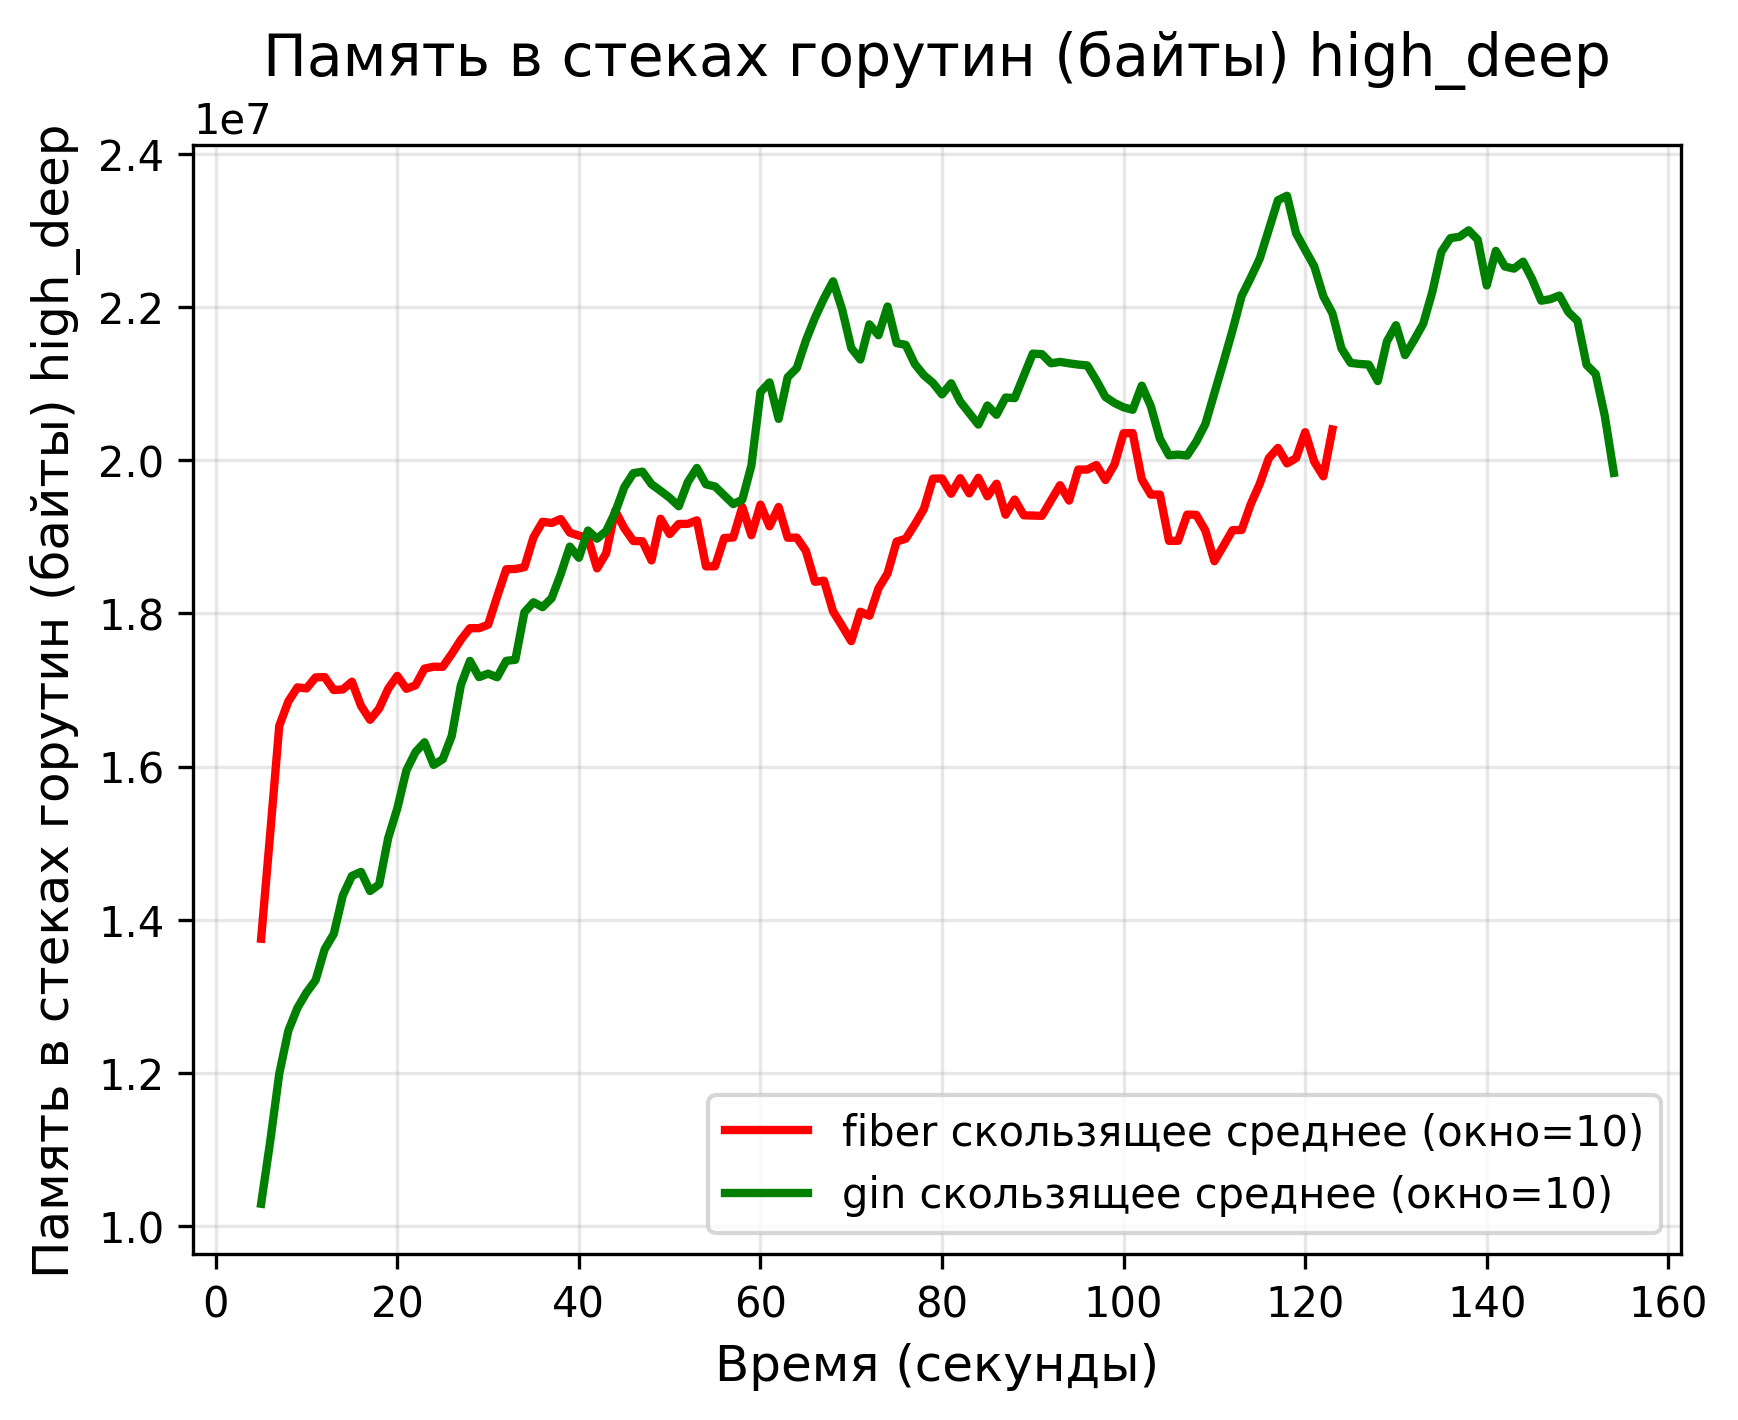 Память в стеках горутин (байты) high_deep
1e7
2.4
2.2
2.0
1.8
1.6
1.4
1.2
1.0
Память в стеках горутин (байты) high_deep
fiber скользящее среднее (окно=10)
gin скользящее среднее (окно=10)
0 20 40 60 80 100 120 140 160
Время (секунды)